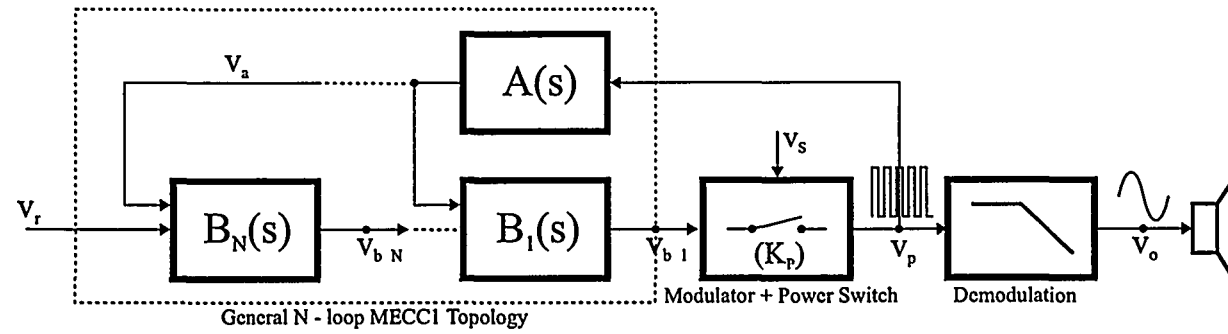 V_a
A(s)
V_s
V_r
B_N(s)
V_b N
B_1(s)
V_b 1
(K_P)
V_p
V_o
Modulator + Power Switch
Demodulation
General N - loop MECC1 Topology